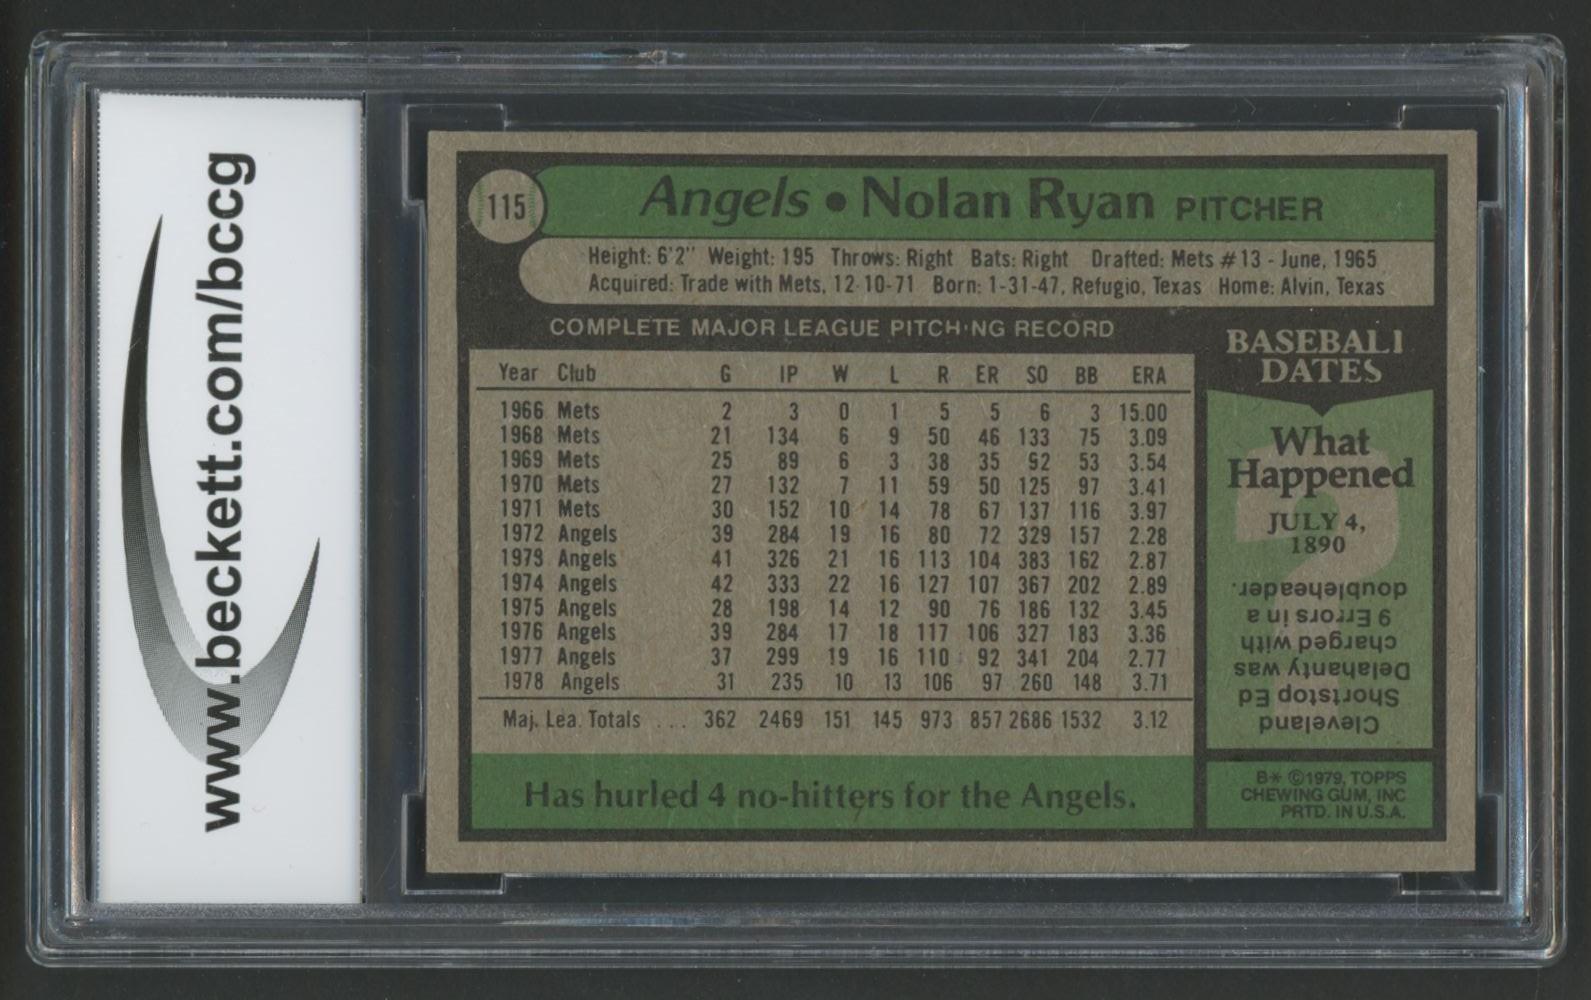 www.beckett.com/bccg
115
Angels • Nolan Ryan PITCHER
Height: 6'2" Weight: 195 Throws: Right Bats: Right Drafted: Mets #13 - June, 1965
Acquired: Trade with Mets, 12-10-71 Born: 1-31-47, Refugio, Texas Home: Alvin, Texas
COMPLETE MAJOR LEAGUE PITCHING RECORD
Year Club G IP W L R ER SO BB ERA
1966 Mets 2 3 0 1 5 5 6 3 15.00
1968 Mets 21 134 6 9 50 46 133 75 3.09
1969 Mets 25 89 6 3 38 35 92 53 3.54
1970 Mets 27 132 7 11 59 50 125 97 3.41
1971 Mets 30 152 10 14 78 67 137 116 3.97
1972 Angels 39 284 19 16 80 72 329 157 2.28
1973 Angels 41 326 21 16 113 104 383 162 2.87
1974 Angels 42 333 22 16 127 107 367 202 2.89
1975 Angels 28 198 14 12 90 76 186 132 3.45
1976 Angels 39 284 17 18 117 106 327 183 3.36
1977 Angels 37 299 19 16 110 92 341 204 2.77
1978 Angels 31 235 10 13 106 97 260 148 3.71
Maj. Lea. Totals ... 362 2469 151 145 973 857 2686 1532 3.12
Has hurled 4 no-hitters for the Angels.
BASEBALL
DATES
What
Happened
JULY 4,
1890
Cleveland
Shortstop Ed
Delahanty was
charged with
9 Errors in a
doubleheader.
B* ©1979, TOPPS
CHEWING GUM, INC
PRTD. IN U.S.A.